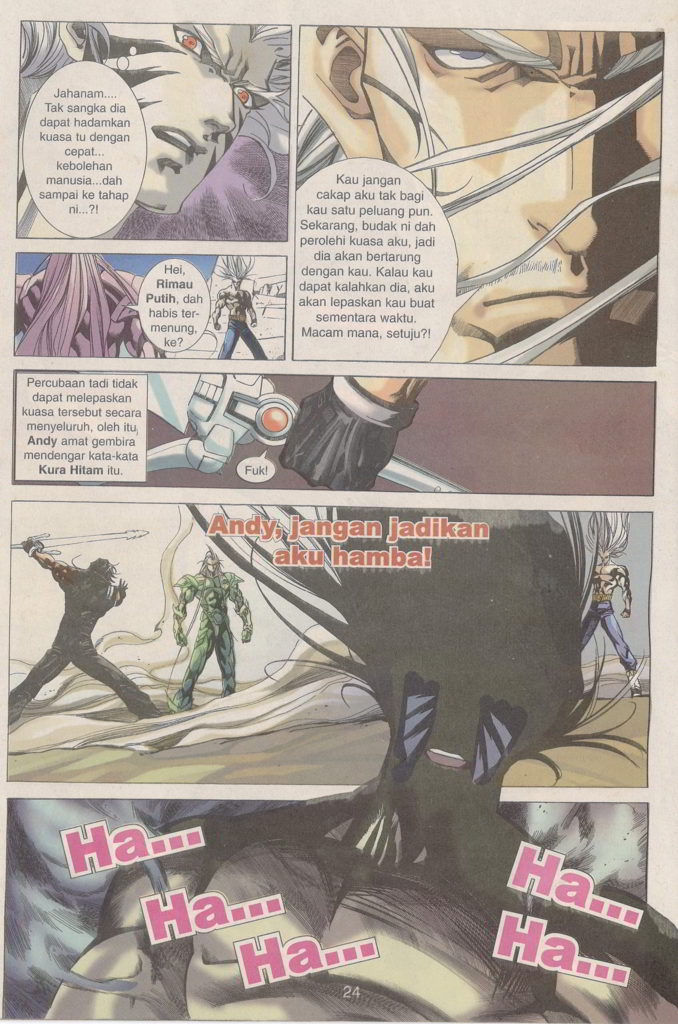 Jahanam....
Tak sangka dia
dapat hadamkan
kuasa tu dengan
cepat...
kebolehan
manusia...dah
sampai ke tahap
ni...?!
Kau jangan
cakap aku tak bagi
kau satu peluang pun.
Sekarang, budak ni dah
perolehi kuasa aku, jadi
dia akan bertarung
dengan kau. Kalau kau
dapat kalahkan dia, aku
akan lepaskan kau buat
sementara waktu.
Macam mana, setuju?!
Hei,
Rimau
Putih, dah
habis ter-
menung,
ke?
Percubaan tadi tidak
dapat melepaskan
kuasa tersebut secara
menyeluruh, oleh itu,
Andy amat gembira
mendengar kata-kata
Kura Hitam itu.
Fuk!
Andy, jangan jadikan
aku hamba!
Ha...
Ha...
Ha...
Ha...
Ha...
24